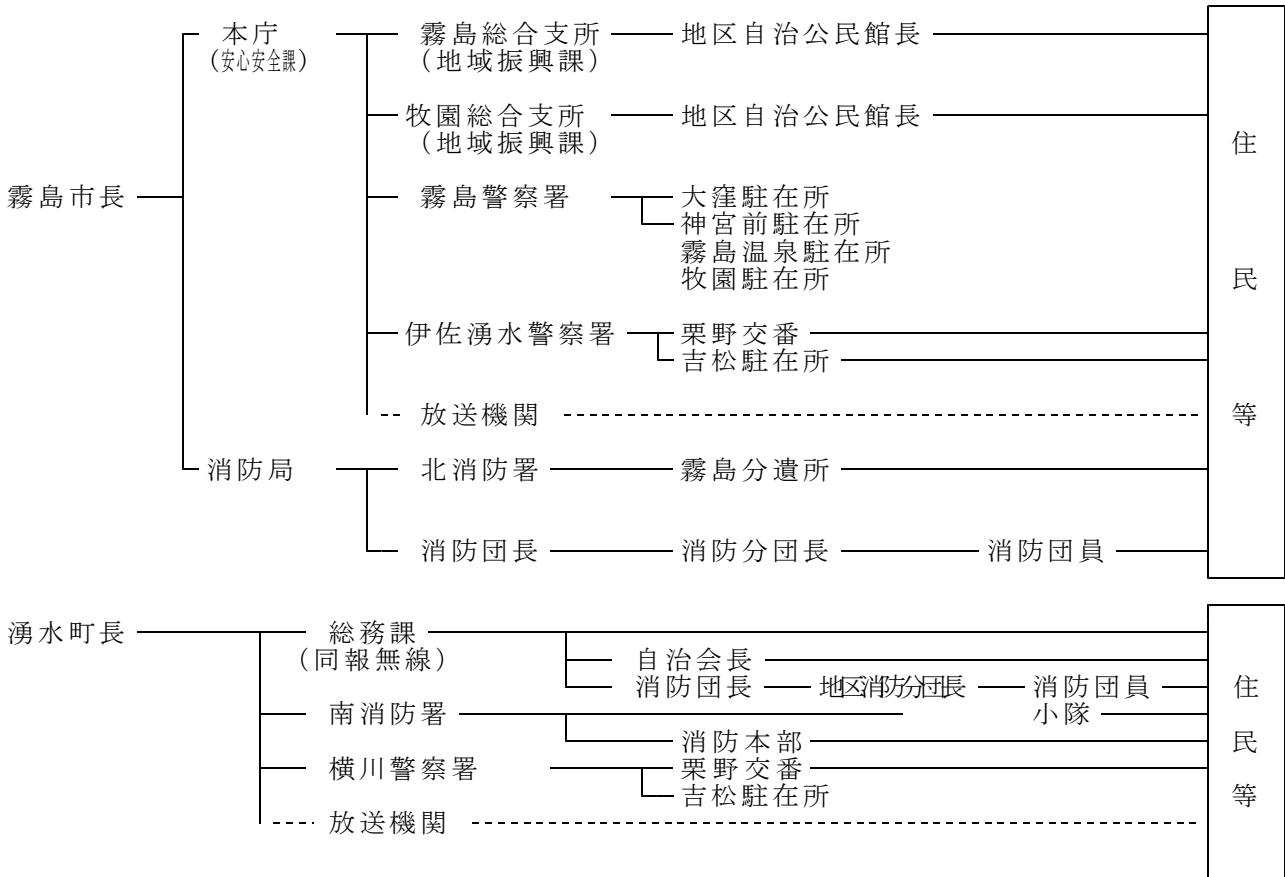 本庁 霧島総合支所 地区自治公民館長
(安心安全課) (地域振興課)
牧園総合支所 地区自治公民館長
(地域振興課)
霧島市長 霧島警察署 大窪駐在所
神宮前駐在所
霧島温泉駐在所
牧園駐在所
伊佐湧水警察署 栗野交番
吉松駐在所
放送機関
消防局 北消防署 霧島分遣所
消防団長 消防分団長 消防団員
住民等
湧水町長 総務課
(同報無線) 自治会長
消防団長 地区消防分団長 消防団員
南消防署 小隊
消防本部
横川警察署 栗野交番
吉松駐在所
放送機関
住民等